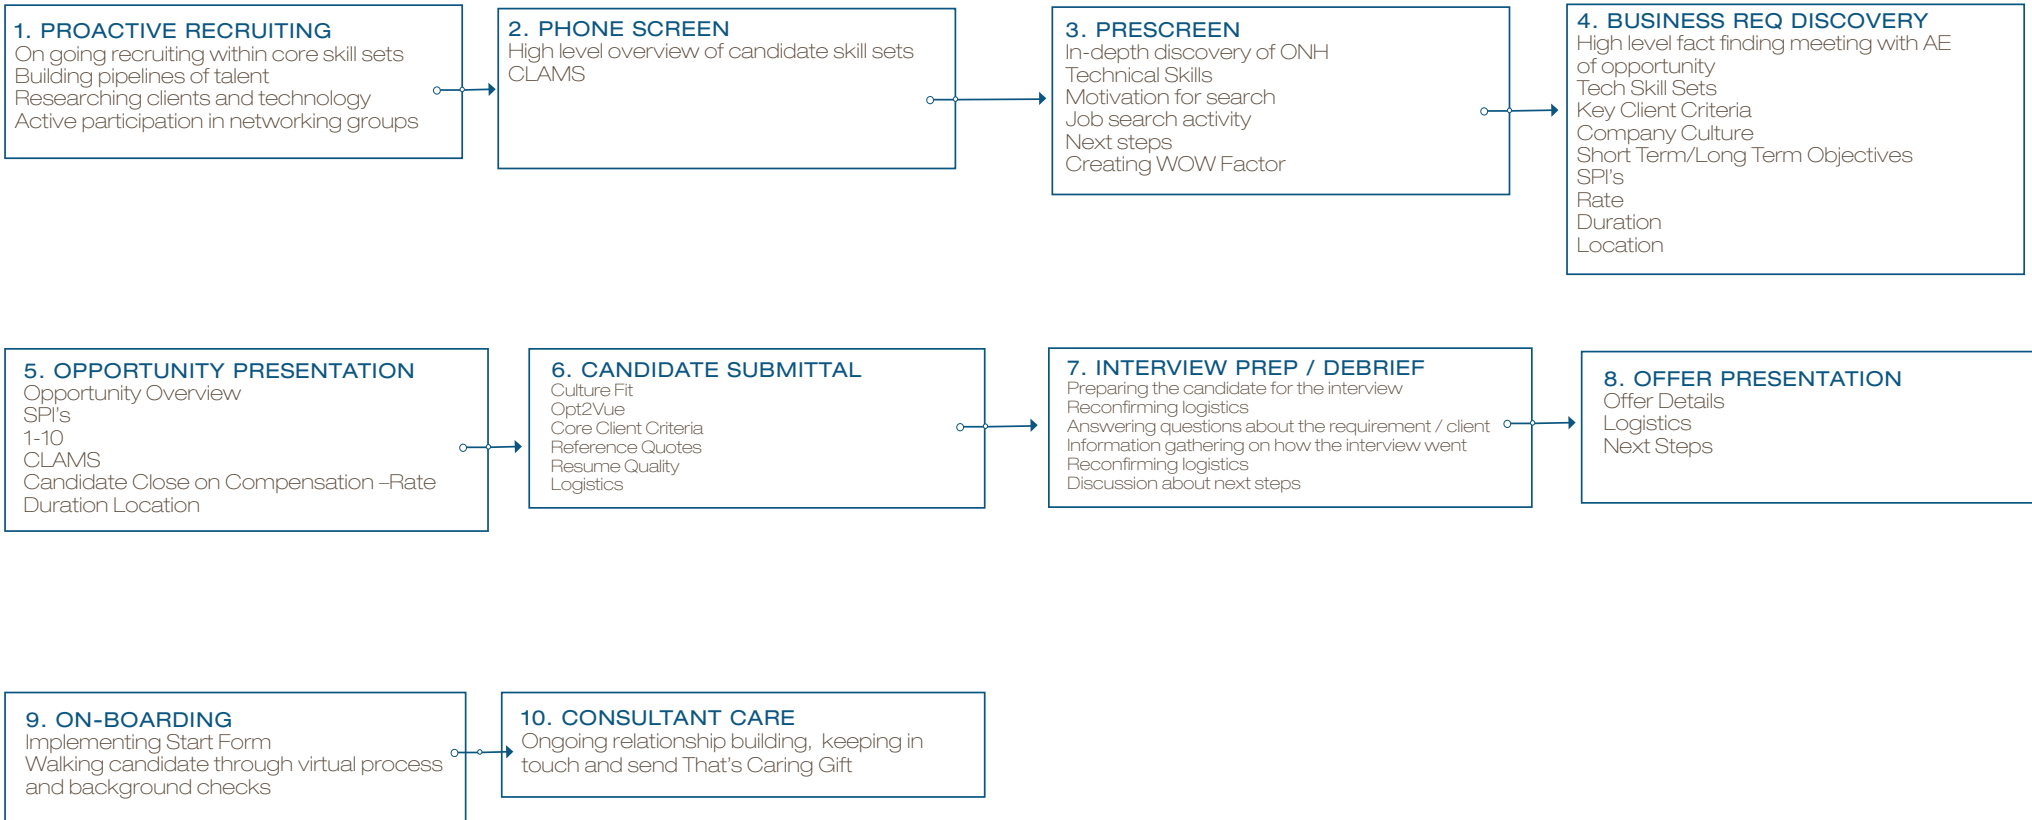 1. PROACTIVE RECRUITING
On going recruiting within core skill sets
Building pipelines of talent
Researching clients and technology
Active participation in networking groups
2. PHONE SCREEN
High level overview of candidate skill sets
CLAMS
3. PRESCREEN
In-depth discovery of ONH
Technical Skills
Motivation for search
Job search activity
Next steps
Creating WOW Factor
4. BUSINESS REQ DISCOVERY
High level fact finding meeting with AE
of opportunity
Tech Skill Sets
Key Client Criteria
Company Culture
Short Term/Long Term Objectives
SPI's
Rate
Duration
Location
5. OPPORTUNITY PRESENTATION
Opportunity Overview
SPI's
1-10
CLAMS
Candidate Close on Compensation –Rate
Duration Location
6. CANDIDATE SUBMITTAL
Culture Fit
Opt2Vue
Core Client Criteria
Reference Quotes
Resume Quality
Logistics
7. INTERVIEW PREP / DEBRIEF
Preparing the candidate for the interview
Reconfirming logistics
Answering questions about the requirement / client
Information gathering on how the interview went
Reconfirming logistics
Discussion about next steps
8. OFFER PRESENTATION
Offer Details
Logistics
Next Steps
9. ON-BOARDING
Implementing Start Form
Walking candidate through virtual process
and background checks
10. CONSULTANT CARE
Ongoing relationship building, keeping in
touch and send That's Caring Gift